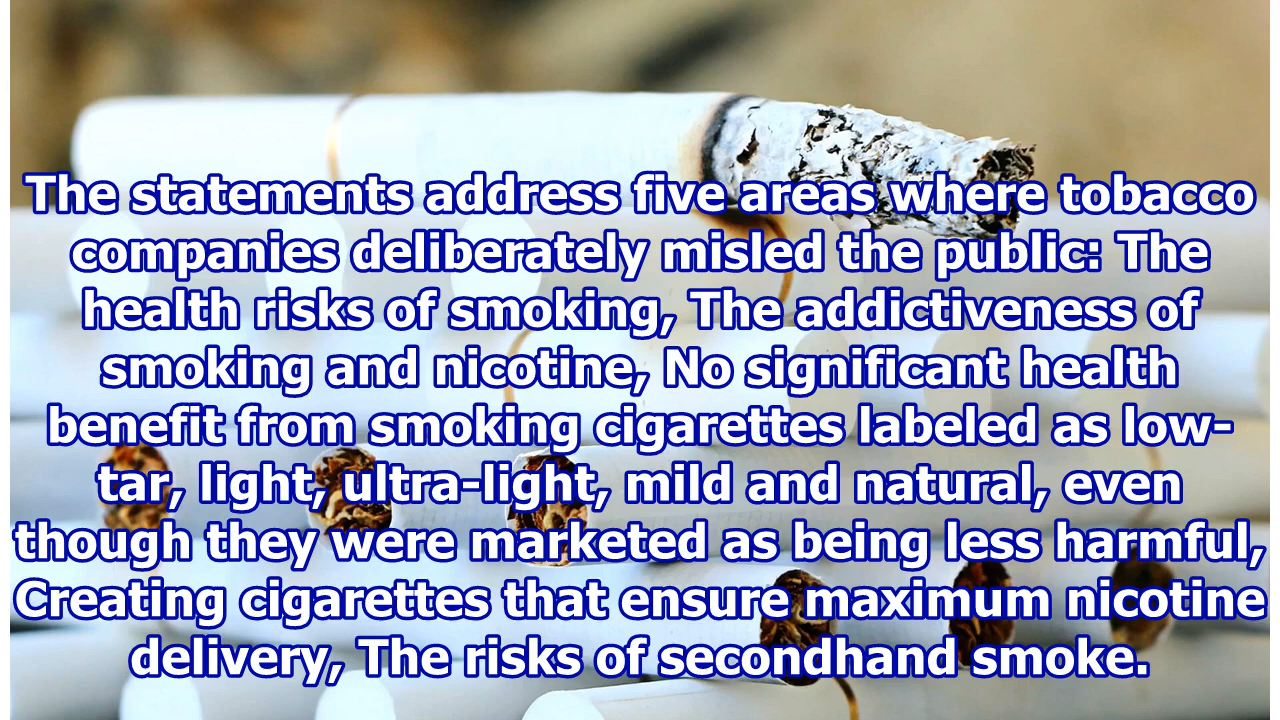 The statements address five areas where tobacco
companies deliberately misled the public: The
health risks of smoking, The addictiveness of
smoking and nicotine, No significant health
benefit from smoking cigarettes labeled as low-
tar, light, ultra-light, mild and natural, even
though they were marketed as being less harmful,
Creating cigarettes that ensure maximum nicotine
delivery, The risks of secondhand smoke.